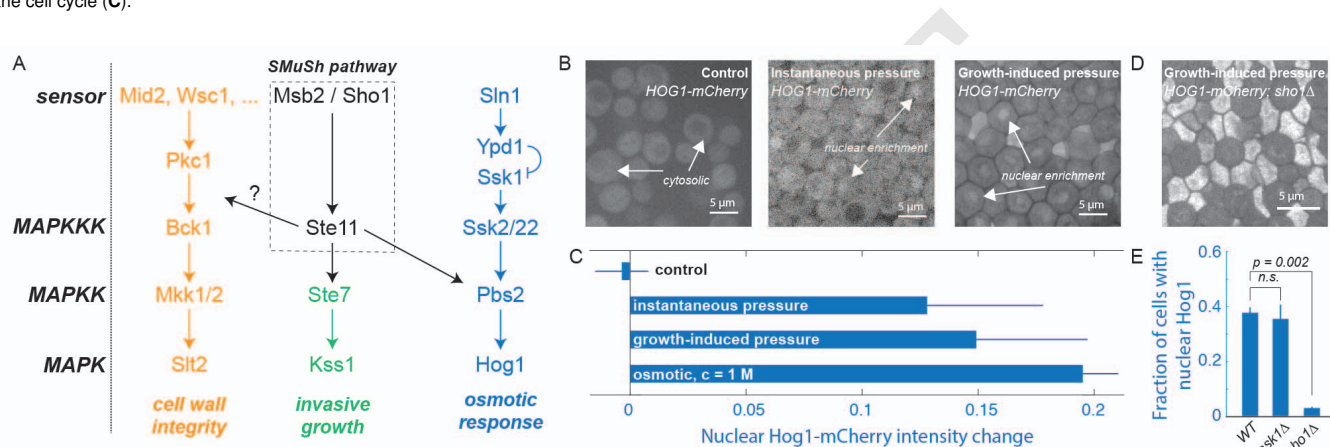 the cell cycle (C).
A
SMuSh pathway
sensor
Mid2, Wsc1, ...
Msb2 / Sho1
Sln1
Pkc1
Ypd1
Ssk1
?
MAPKKK
Bck1
Ste11
Ssk2/22
MAPKK
Mkk1/2
Ste7
Pbs2
MAPK
Slt2
Kss1
Hog1
cell wall
integrity
invasive
growth
osmotic
response
B
Control
HOG1-mCherry
cytosolic
5 µm
Instantaneous pressure
HOG1-mCherry
nuclear enrichment
5 µm
Growth-induced pressure
HOG1-mCherry
nuclear enrichment
5 µm
D
Growth-induced pressure
HOG1-mCherry; sho1Δ
5 µm
C
control
instantaneous pressure
growth-induced pressure
osmotic, c = 1 M
0 0.05 0.1 0.15 0.2
Nuclear Hog1-mCherry intensity change
E
Fraction of cells with
nuclear Hog1
0.6
0.4
0.2
0
p = 0.002
n.s.
WT